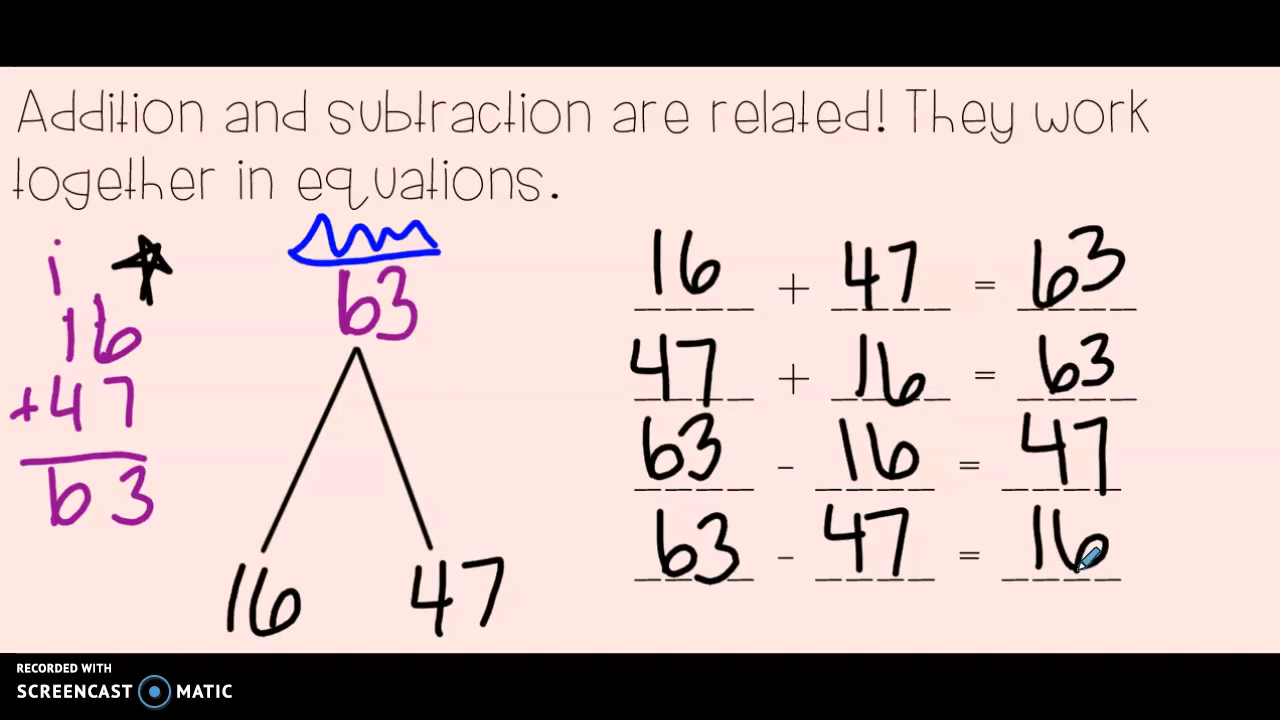 Addition and subtraction are related! They work
together in equations.
1
16
+47
63
63
16 47
16 + 47 = 63
47 + 16 = 63
63 - 16 = 47
63 - 47 = 16
RECORDED WITH
SCREENCAST MATIC